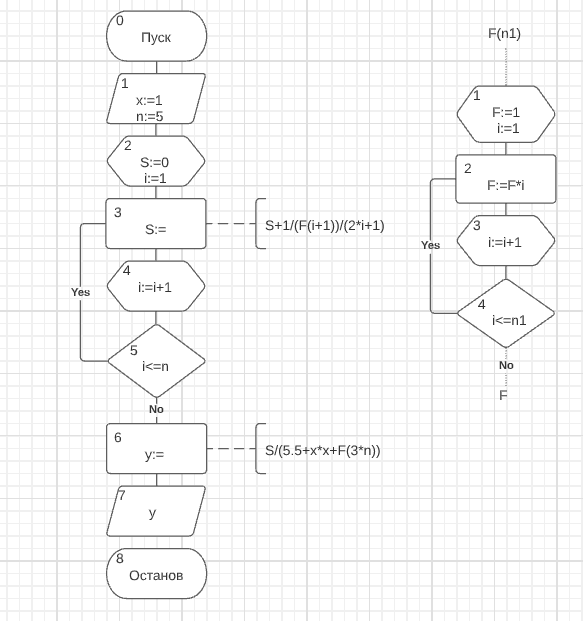 0
Пуск
1
x:=1
n:=5
2
S:=0
i:=1
3
S:=
S+1/(F(i+1))/(2*i+1)
4
i:=i+1
Yes
5
i<=n
No
6
y:=
S/(5.5+x*x+F(3*n))
7
y
8
Останов
F(n1)
1
F:=1
i:=1
2
F:=F*i
3
i:=i+1
Yes
4
i<=n1
No
F